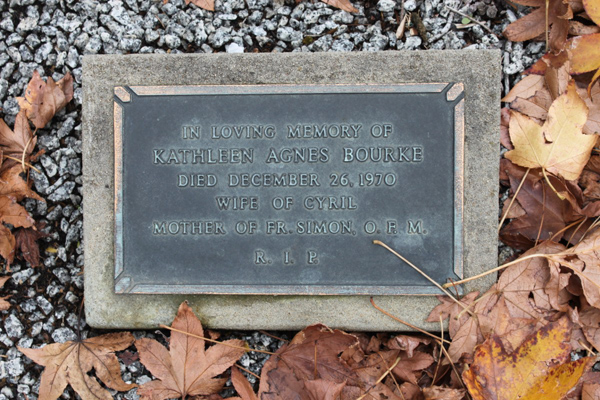 IN LOVING MEMORY OF
KATHLEEN AGNES BOURKE
DIED DECEMBER 26, 1970
WIFE OF CYRIL
MOTHER OF FR. SIMON, O. F. M.
R. I. P.